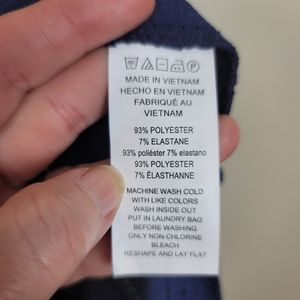 MADE IN VIETNAM
HECHO EN VIETNAM
FABRIQUÉ AU
VIETNAM
93% POLYESTER
7% ELASTANE
93% poliéster 7% elastano
93% POLYESTER
7% ÉLASTHANNE
MACHINE WASH COLD
WITH LIKE COLORS
WASH INSIDE OUT
PUT IN LAUNDRY BAG
BEFORE WASHING
ONLY NON-CHLORINE
BLEACH
RESHAPE AND LAY FLAT